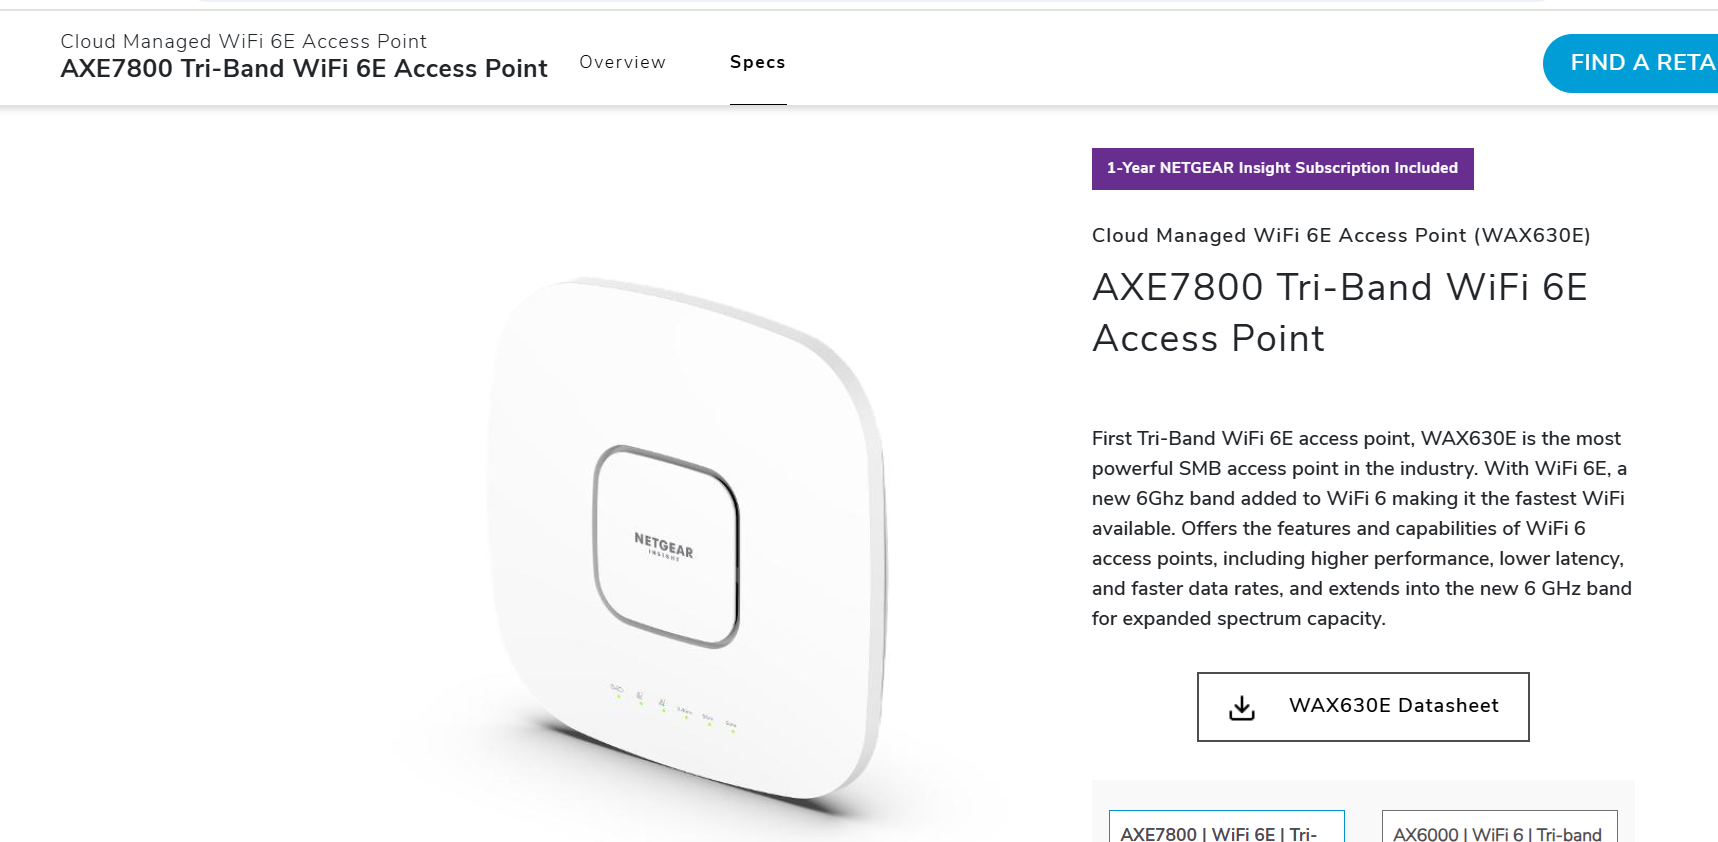 Cloud Managed WiFi 6E Access Point
AXE7800 Tri-Band WiFi 6E Access Point
Overview
Specs
FIND A RETA
1-Year NETGEAR Insight Subscription Included
Cloud Managed WiFi 6E Access Point (WAX630E)
AXE7800 Tri-Band WiFi 6E
Access Point
First Tri-Band WiFi 6E access point, WAX630E is the most
powerful SMB access point in the industry. With WiFi 6E, a
new 6Ghz band added to WiFi 6 making it the fastest WiFi
available. Offers the features and capabilities of WiFi 6
access points, including higher performance, lower latency,
and faster data rates, and extends into the new 6 GHz band
for expanded spectrum capacity.
WAX630E Datasheet
AXE7800 | WiFi 6E | Tri-
AX6000 | WiFi 6 | Tri-band
NETGEAR
INSIGHT